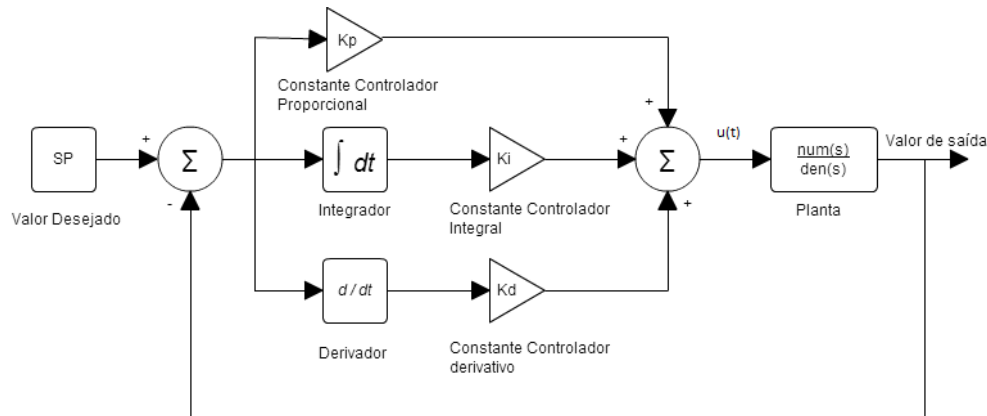 Kp
Constante Controlador
Proporcional
+
+
+
u(t)
Valor de saída
SP
Σ
∫ dt
Ki
Σ
num(s)
den(s)
-
Valor Desejado
Integrador
Constante Controlador
Integral
+
Planta
d / dt
Kd
Derivador
Constante Controlador
derivativo